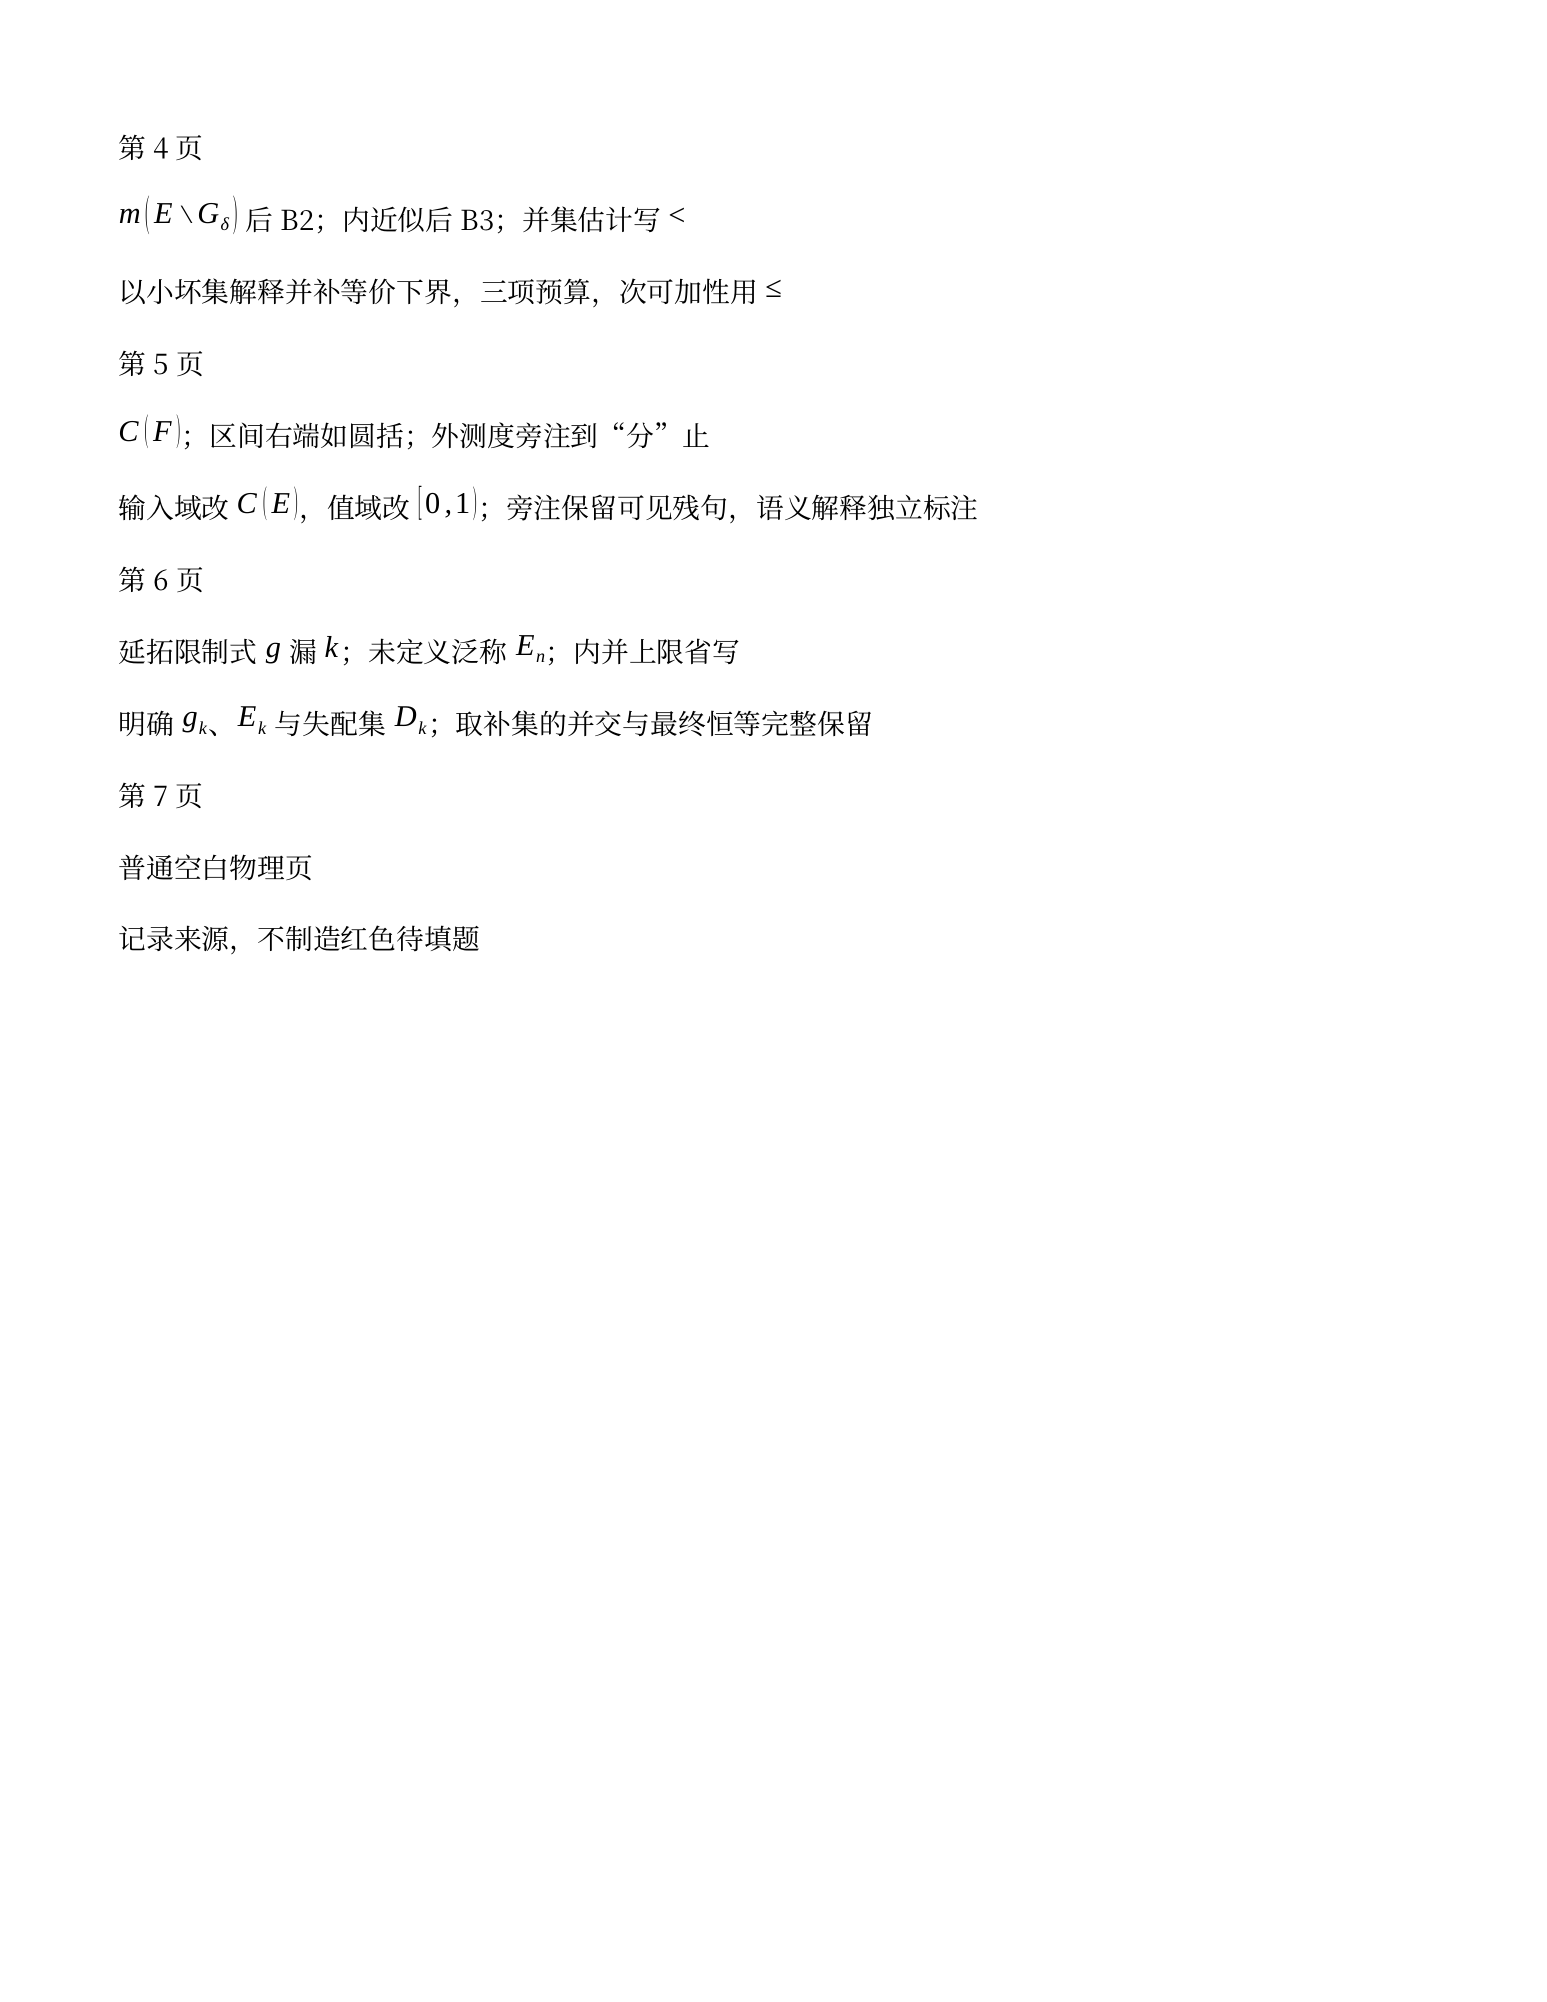 第 4 页
m(E∖G_δ) 后 B2；内近似后 B3；并集估计写 <
以小坏集解释并补等价下界，三项预算，次可加性用 ≤
第 5 页
C(F)；区间右端如圆括；外测度旁注到“分”止
输入域改 C(E)，值域改 [0,1)；旁注保留可见残句，语义解释独立标注
第 6 页
延拓限制式 g 漏 k；未定义泛称 E_n；内并上限省写
明确 g_k、E_k 与失配集 D_k；取补集的并交与最终恒等完整保留
第 7 页
普通空白物理页
记录来源，不制造红色待填题